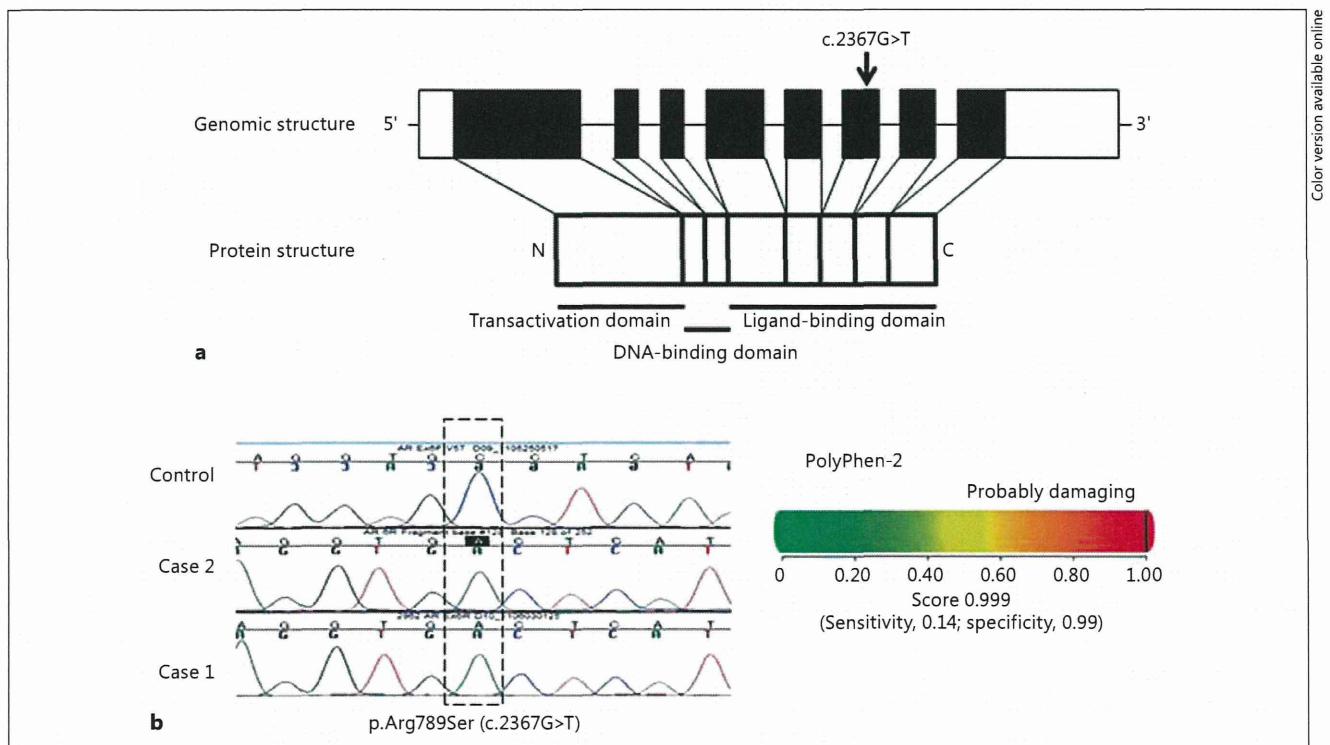 Color version available online
c.2367G>T
Genomic structure 5' 3'
Protein structure N C
Transactivation domain Ligand-binding domain
DNA-binding domain
a
Control
Case 2
A G G T G A C T C A T
Case 1
PolyPhen-2
Probably damaging
0 0.20 0.40 0.60 0.80 1.00
Score 0.999
(Sensitivity, 0.14; specificity, 0.99)
b
p.Arg789Ser (c.2367G>T)